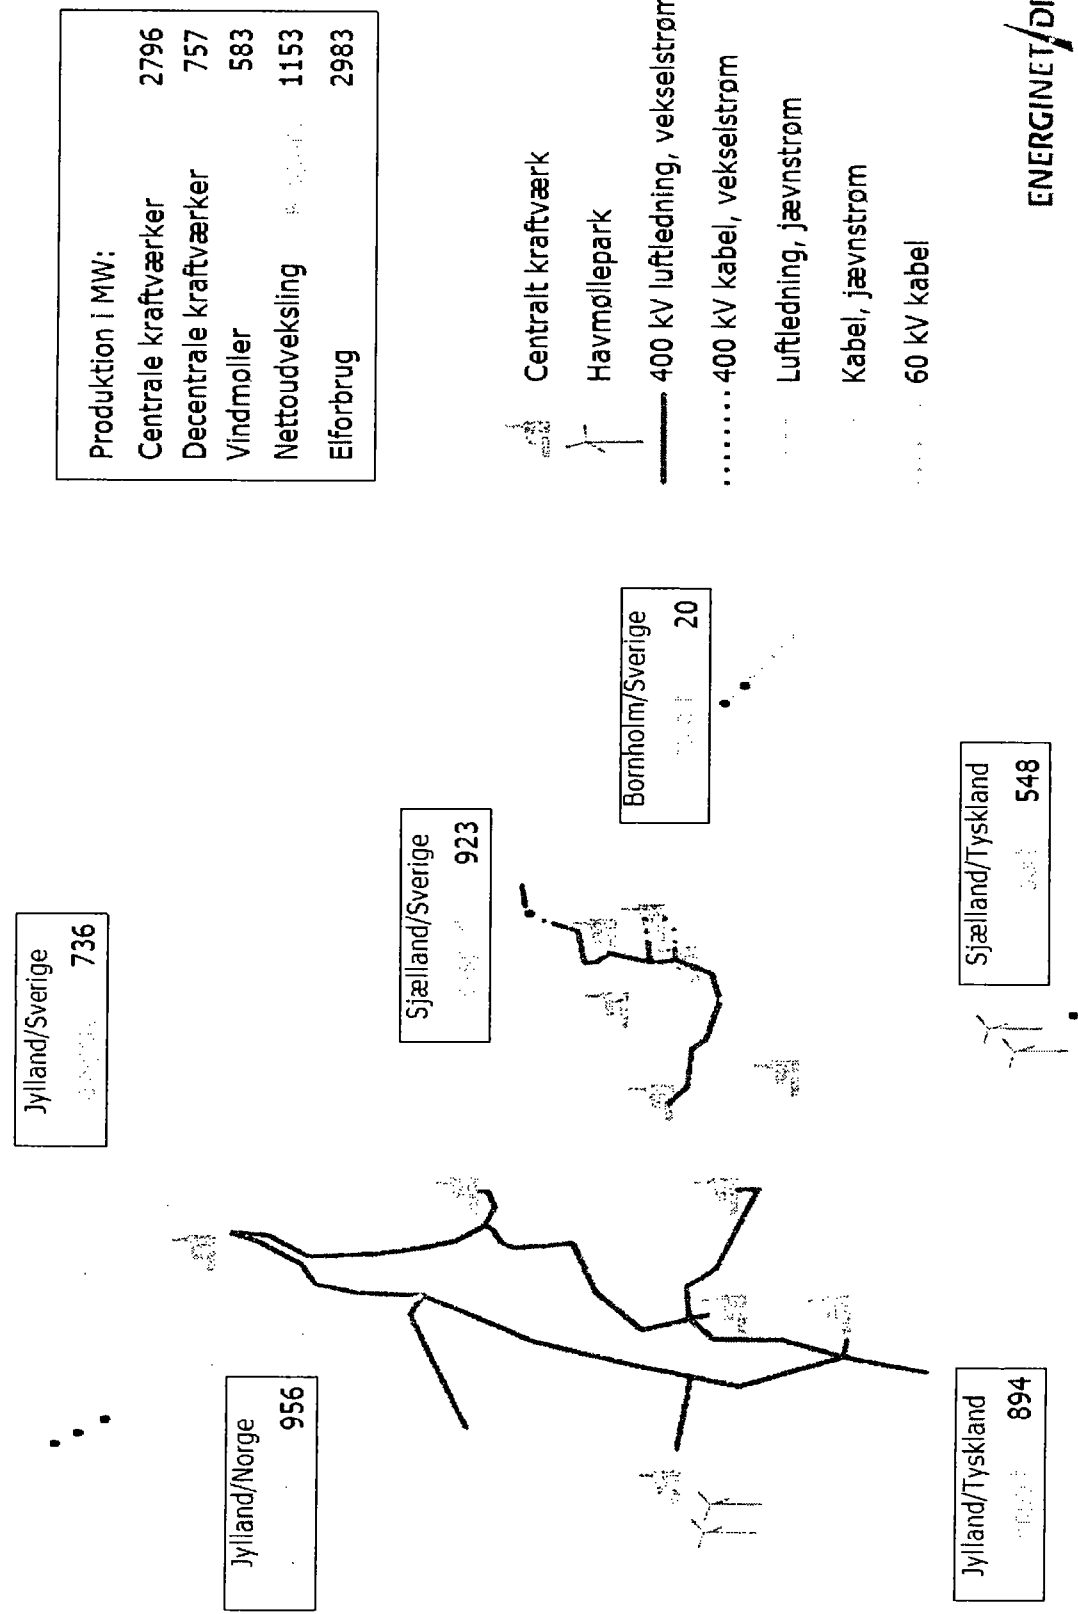 Produktion i MW:
Centrale kraftværker 2796
Decentrale kraftværker 757
Vindmøller 583
Nettoudveksling 1153
Elforbrug 2983
Centralt kraftværk
Havmøllepark
400 kV luftledning, vekselstrøm
400 kV kabel, vekselstrøm
Luftledning, jævnstrøm
Kabel, jævnstrøm
60 kV kabel
Jylland/Sverige
736
Sjælland/Sverige
923
Bornholm/Sverige
20
Jylland/Norge
956
Jylland/Tyskland
894
Sjælland/Tyskland
548
ENERGINET/D